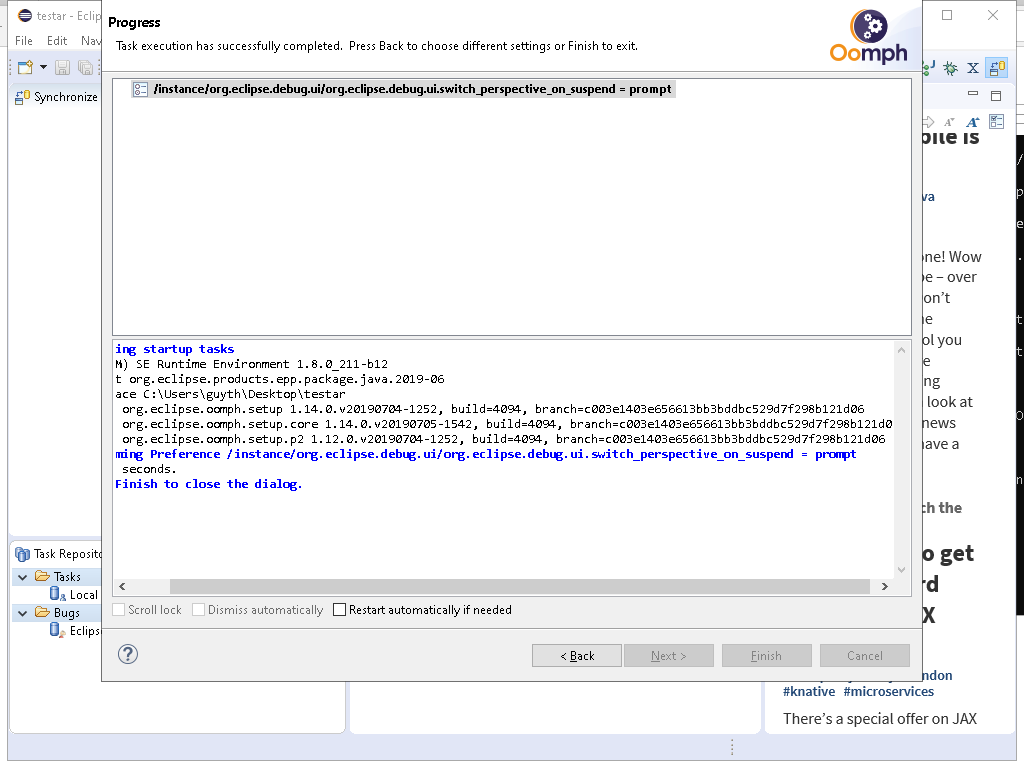 testar - Eclip
File Edit Nav
Synchronize
Progress
Task execution has successfully completed. Press Back to choose different settings or Finish to exit.
Oomph
/instance/org.eclipse.debug.ui/org.eclipse.debug.ui.switch_perspective_on_suspend = prompt
ing startup tasks
M) SE Runtime Environment 1.8.0_211-b12
t org.eclipse.products.epp.package.java.2019-06
ace C:\Users\guyth\Desktop\testar
org.eclipse.oomph.setup 1.14.0.v20190704-1252, build=4094, branch=c003e1403e656613bb3bddbc529d7f298b121d06
org.eclipse.oomph.setup.core 1.14.0.v20190705-1542, build=4094, branch=c003e1403e656613bb3bddbc529d7f298b121d0
org.eclipse.oomph.setup.p2 1.12.0.v20190704-1252, build=4094, branch=c003e1403e656613bb3bddbc529d7f298b121d06
ming Preference /instance/org.eclipse.debug.ui/org.eclipse.debug.ui.switch_perspective_on_suspend = prompt
seconds.
Finish to close the dialog.
Scroll lock Dismiss automatically Restart automatically if needed
? < Back Next > Finish Cancel
Task Reposito
Tasks
Local
Bugs
Eclips
bile is
va
one! Wow
be – over
on't
ne
ol you
e
ng
look at
news
have a
ch the
o get
rd
X
ndon
#knative #microservices
There's a special offer on JAX